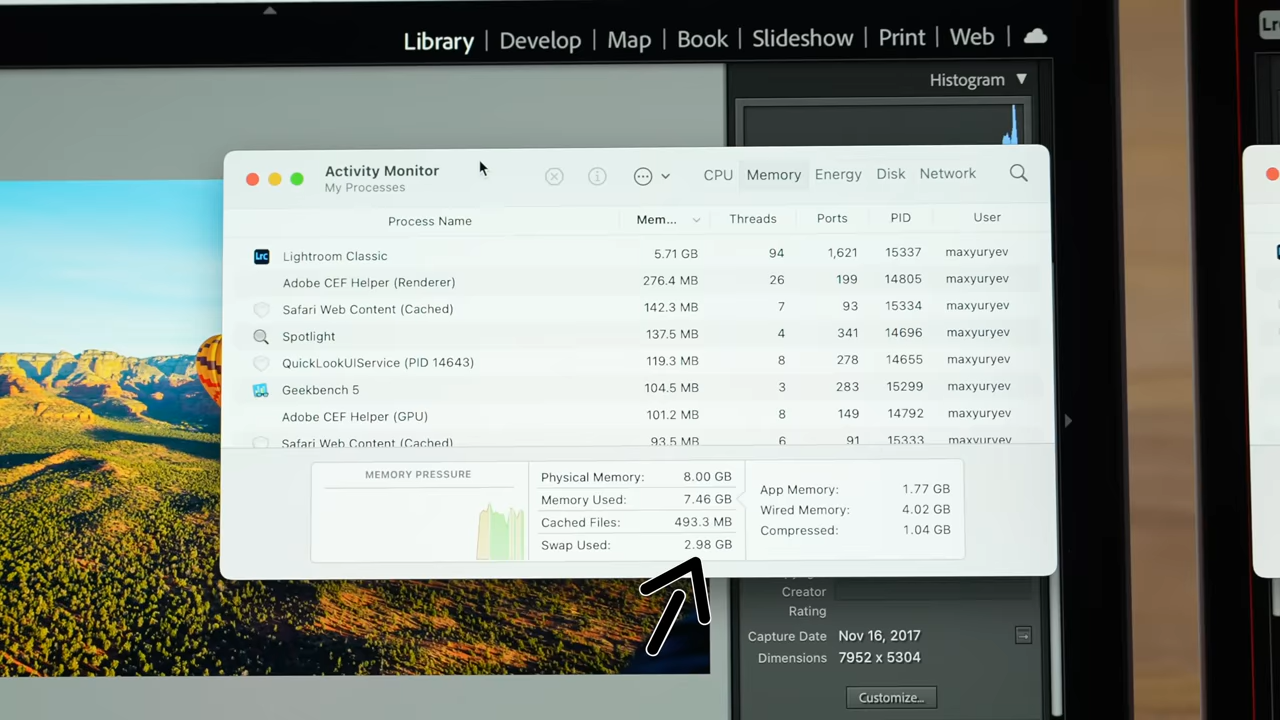 Library | Develop | Map | Book | Slideshow | Print | Web |
Lr
Histogram ▼
Activity Monitor
My Processes
CPU Memory Energy Disk Network
Process Name Mem... Threads Ports PID User
Lrc Lightroom Classic 5.71 GB 94 1,621 15337 maxyuryev
Adobe CEF Helper (Renderer) 276.4 MB 26 199 14805 maxyuryev
Safari Web Content (Cached) 142.3 MB 7 93 15334 maxyuryev
Spotlight 137.5 MB 4 341 14696 maxyuryev
QuickLookUIService (PID 14643) 119.3 MB 8 278 14655 maxyuryev
Geekbench 5 104.5 MB 3 283 15299 maxyuryev
Adobe CEF Helper (GPU) 101.2 MB 8 149 14792 maxyuryev
Safari Web Content (Cached) 93.5 MB 6 91 15333 maxyuryev
MEMORY PRESSURE
Physical Memory: 8.00 GB
Memory Used: 7.46 GB
Cached Files: 493.3 MB
Swap Used: 2.98 GB
App Memory: 1.77 GB
Wired Memory: 4.02 GB
Compressed: 1.04 GB
Creator
Rating
Capture Date Nov 16, 2017
Dimensions 7952 x 5304
Customize...